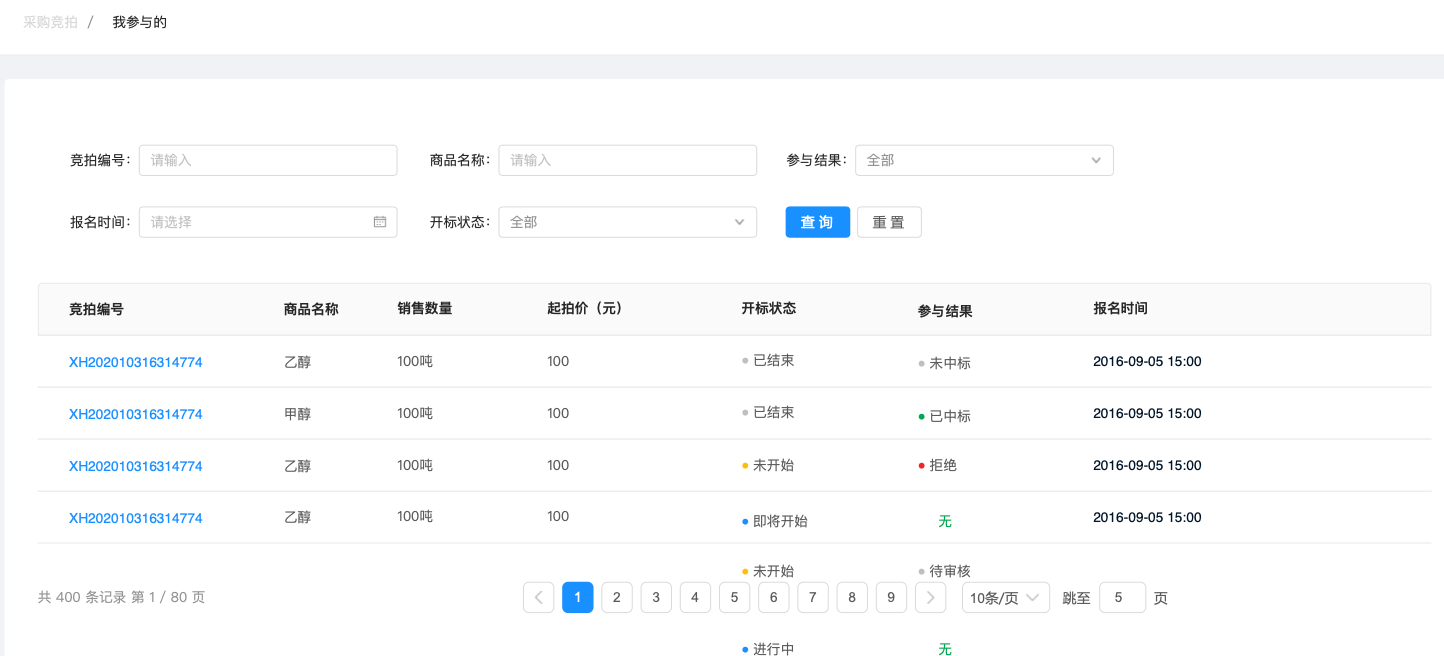 采购竞拍 / 我参与的
竞拍编号： 请输入 商品名称： 请输入 参与结果： 全部
报名时间： 请选择 开标状态： 全部 查 询 重 置
竞拍编号 商品名称 销售数量 起拍价（元） 开标状态 参与结果 报名时间
XH202010316314774 乙醇 100吨 100 已结束 未中标 2016-09-05 15:00
XH202010316314774 甲醇 100吨 100 已结束 已中标 2016-09-05 15:00
XH202010316314774 乙醇 100吨 100 未开始 拒绝 2016-09-05 15:00
XH202010316314774 乙醇 100吨 100 即将开始 无 2016-09-05 15:00
未开始 待审核
共 400 条记录 第 1 / 80 页 1 2 3 4 5 6 7 8 9 10条/页 跳至 5 页
进行中 无